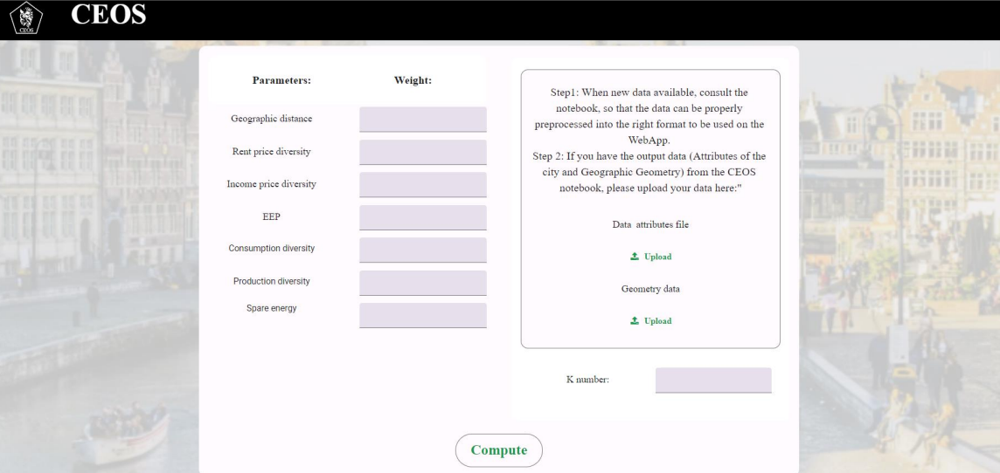 CEOS
CEOS
Parameters:
Weight:
Geographic distance
Rent price diversity
Income price diversity
EEP
Consumption diversity
Production diversity
Spare energy
Step1: When new data available, consult the
notebook, so that the data can be properly
preprocessed into the right format to be used on the
WebApp.
Step 2: If you have the output data (Attributes of the
city and Geographic Geometry) from the CEOS
notebook, please upload your data here:"
Data attributes file
Upload
Geometry data
Upload
K number:
Compute